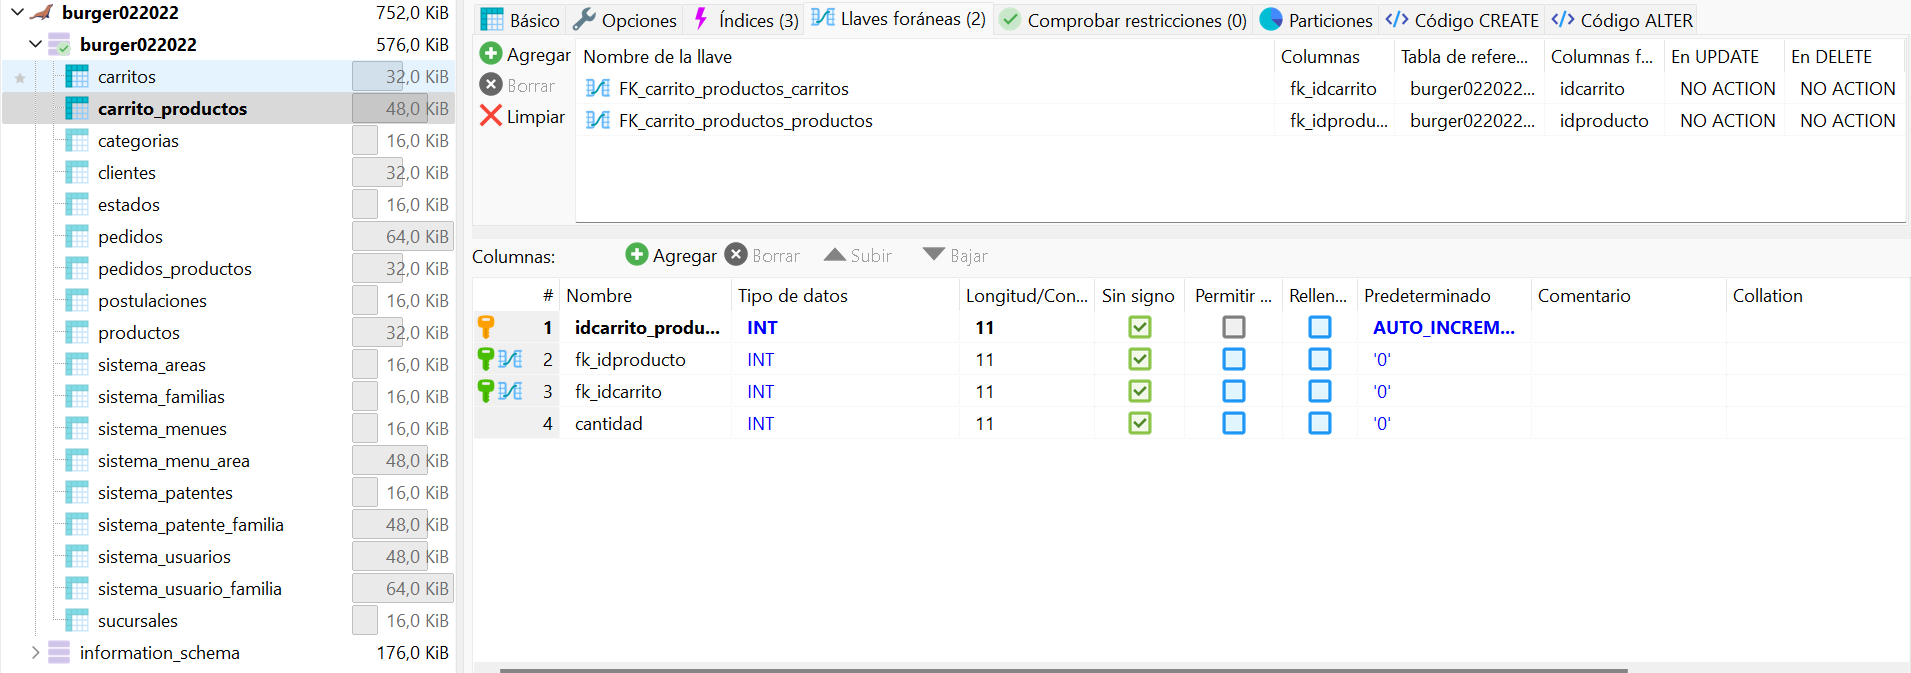 burger022022 752,0 KiB
burger022022 576,0 KiB
carritos 32,0 KiB
carrito_productos 48,0 KiB
categorias 16,0 KiB
clientes 32,0 KiB
estados 16,0 KiB
pedidos 64,0 KiB
pedidos_productos 32,0 KiB
postulaciones 16,0 KiB
productos 32,0 KiB
sistema_areas 16,0 KiB
sistema_familias 16,0 KiB
sistema_menues 16,0 KiB
sistema_menu_area 48,0 KiB
sistema_patentes 16,0 KiB
sistema_patente_familia 48,0 KiB
sistema_usuarios 48,0 KiB
sistema_usuario_familia 64,0 KiB
sucursales 16,0 KiB
information_schema 176,0 KiB
Básico Opciones Índices (3) Llaves foráneas (2) Comprobar restricciones (0) Particiones </> Código CREATE </> Código ALTER
Agregar
Borrar
Limpiar
Nombre de la llave Columnas Tabla de refere... Columnas f... En UPDATE En DELETE
FK_carrito_productos_carritos fk_idcarrito burger022022... idcarrito NO ACTION NO ACTION
FK_carrito_productos_productos fk_idprodu... burger022022... idproducto NO ACTION NO ACTION
Columnas: Agregar Borrar Subir Bajar
# Nombre Tipo de datos Longitud/Con... Sin signo Permitir ... Rellen... Predeterminado Comentario Collation
1 idcarrito_produ... INT 11 AUTO_INCREM...
2 fk_idproducto INT 11 '0'
3 fk_idcarrito INT 11 '0'
4 cantidad INT 11 '0'